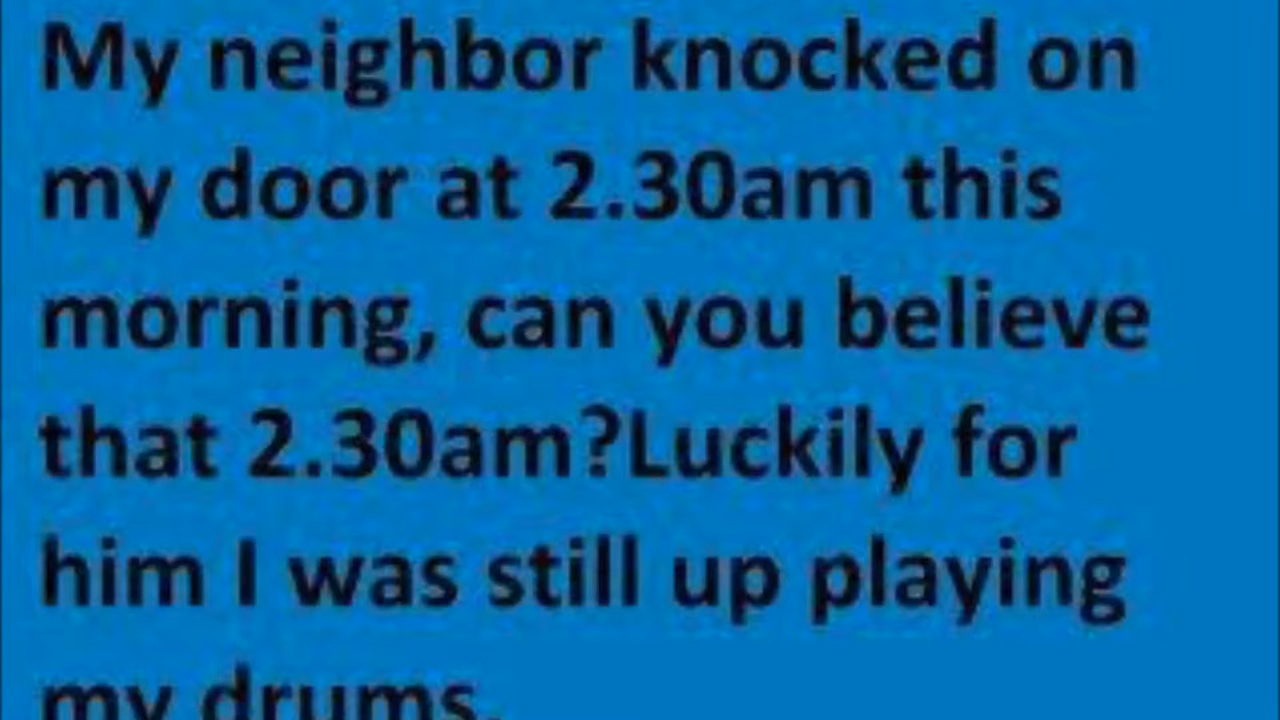 My neighbor knocked on
my door at 2.30am this
morning, can you believe
that 2.30am?Luckily for
him I was still up playing
my drums.